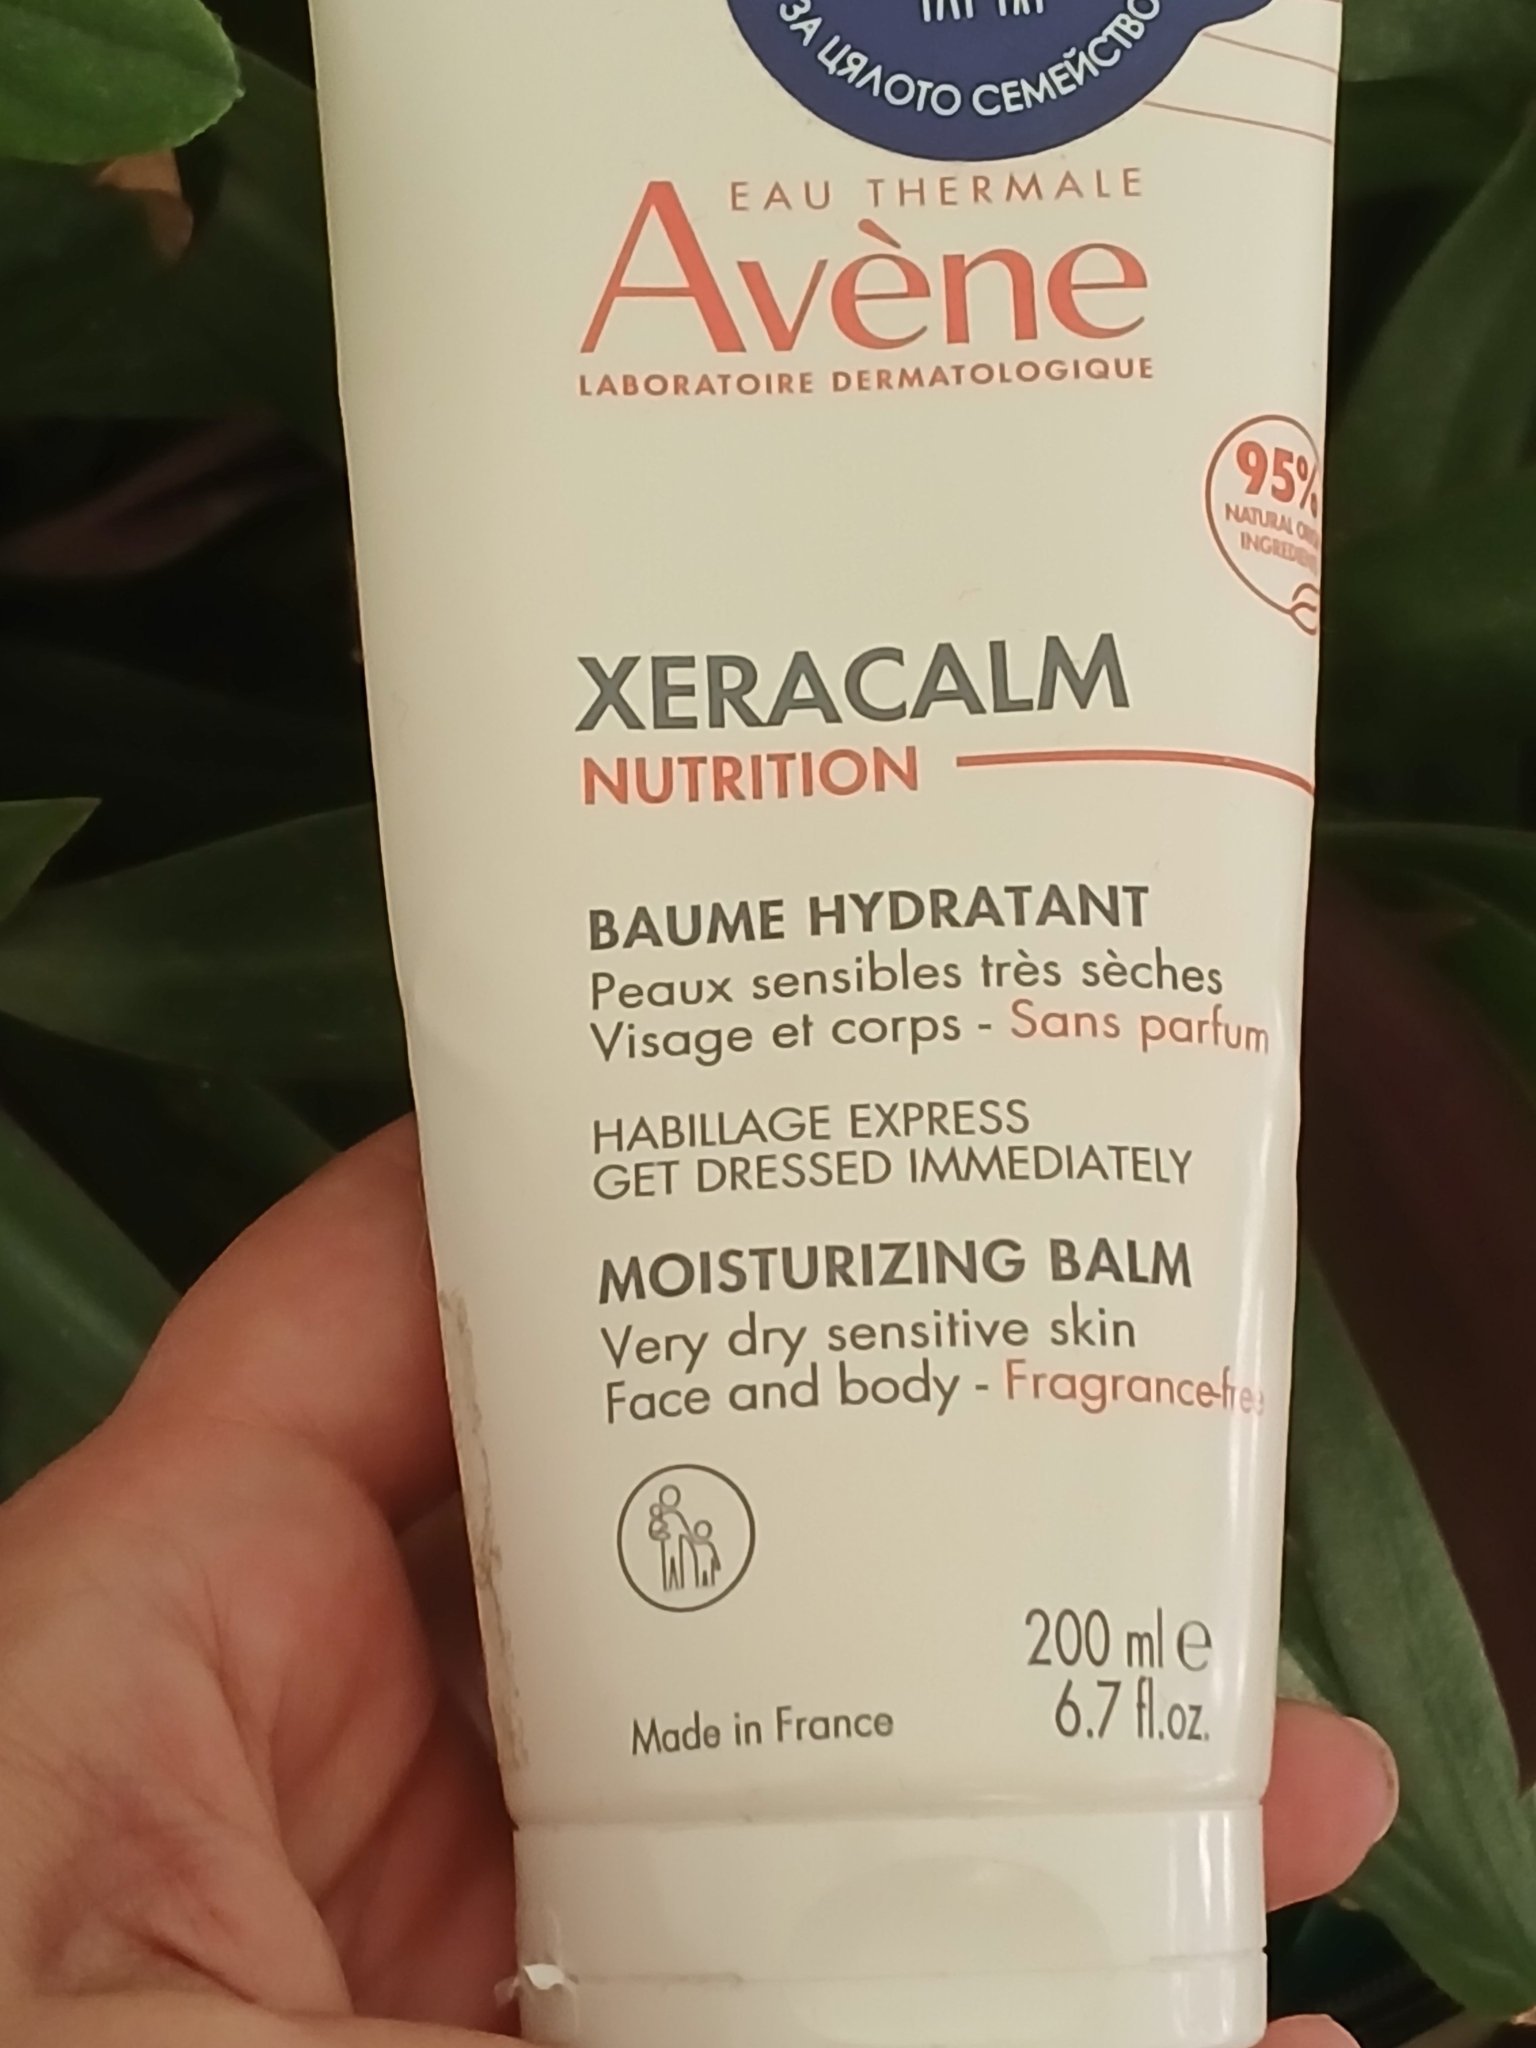 ЗА ЦЯЛОТО СЕМЕЙСТВО
EAU THERMALE
Avène
LABORATOIRE DERMATOLOGIQUE
95%
NATURAL
XERACALM
NUTRITION
BAUME HYDRATANT
Peaux sensibles très sèches
Visage et corps - Sans parfum
HABILLAGE EXPRESS
GET DRESSED IMMEDIATELY
MOISTURIZING BALM
Very dry sensitive skin
Face and body - Fragrance-free
200 ml e
6.7 fl.oz.
Made in France